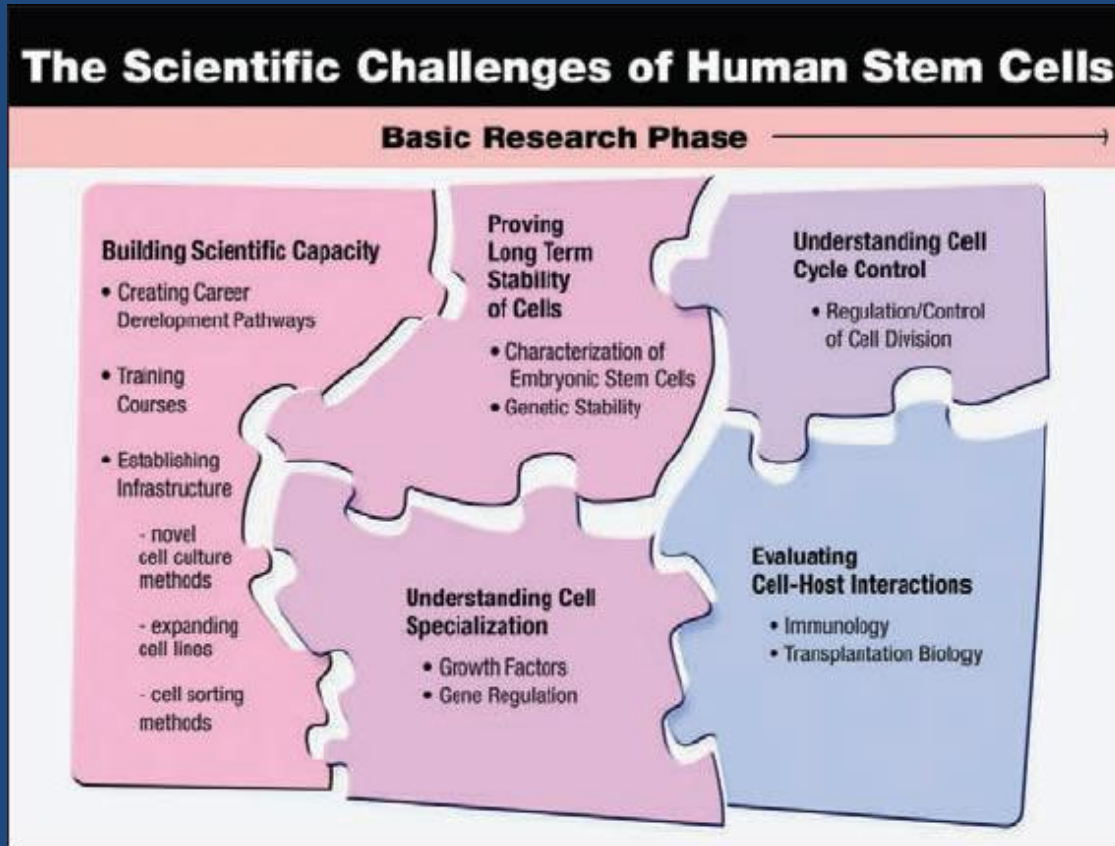 The Scientific Challenges of Human Stem Cells
Basic Research Phase
Building Scientific Capacity
• Creating Career
Development Pathways
• Training
Courses
• Establishing
Infrastructure
- novel
cell culture
methods
- expanding
cell lines
- cell sorting
methods
Proving
Long Term
Stability
of Cells
• Characterization of
Embryonic Stem Cells
• Genetic Stability
Understanding Cell
Cycle Control
• Regulation/Control
of Cell Division
Understanding Cell
Specialization
• Growth Factors
• Gene Regulation
Evaluating
Cell-Host Interactions
• Immunology
• Transplantation Biology